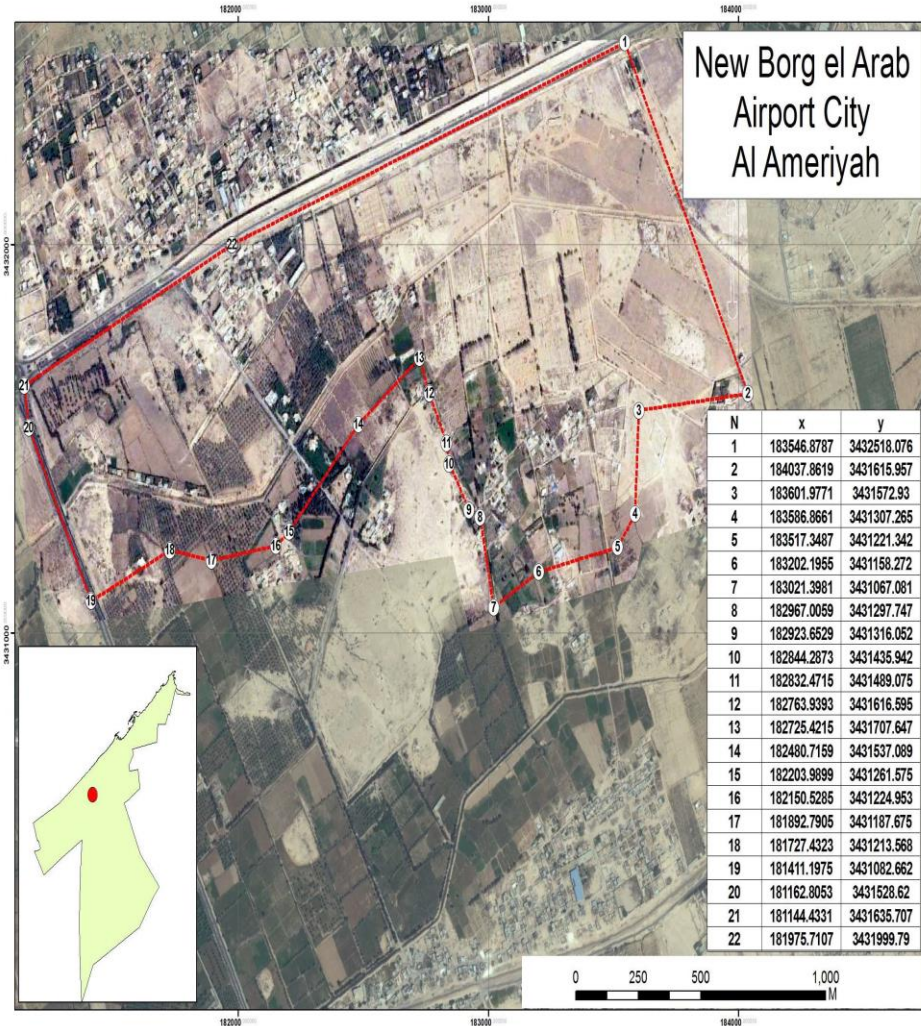 182000 183000 184000
New Borg el Arab
Airport City
Al Ameriyah
3432000
3431000
1
2
3
4
5
6
7
8
9
10
11
12
13
14
15
16
17
18
19
20
21
22
N x y
1 183546.8787 3432518.076
2 184037.8619 3431615.957
3 183601.9771 3431572.93
4 183586.8661 3431307.265
5 183517.3487 3431221.342
6 183202.1955 3431158.272
7 183021.3981 3431067.081
8 182967.0059 3431297.747
9 182923.6529 3431316.052
10 182844.2873 3431435.942
11 182832.4715 3431489.075
12 182763.9393 3431616.595
13 182725.4215 3431707.647
14 182480.7159 3431537.089
15 182203.9899 3431261.575
16 182150.5285 3431224.953
17 181892.7905 3431187.675
18 181727.4323 3431213.568
19 181411.1975 3431082.662
20 181162.8053 3431528.62
21 181144.4331 3431635.707
22 181975.7107 3431999.79
0 250 500 1,000
M
182000 183000 184000